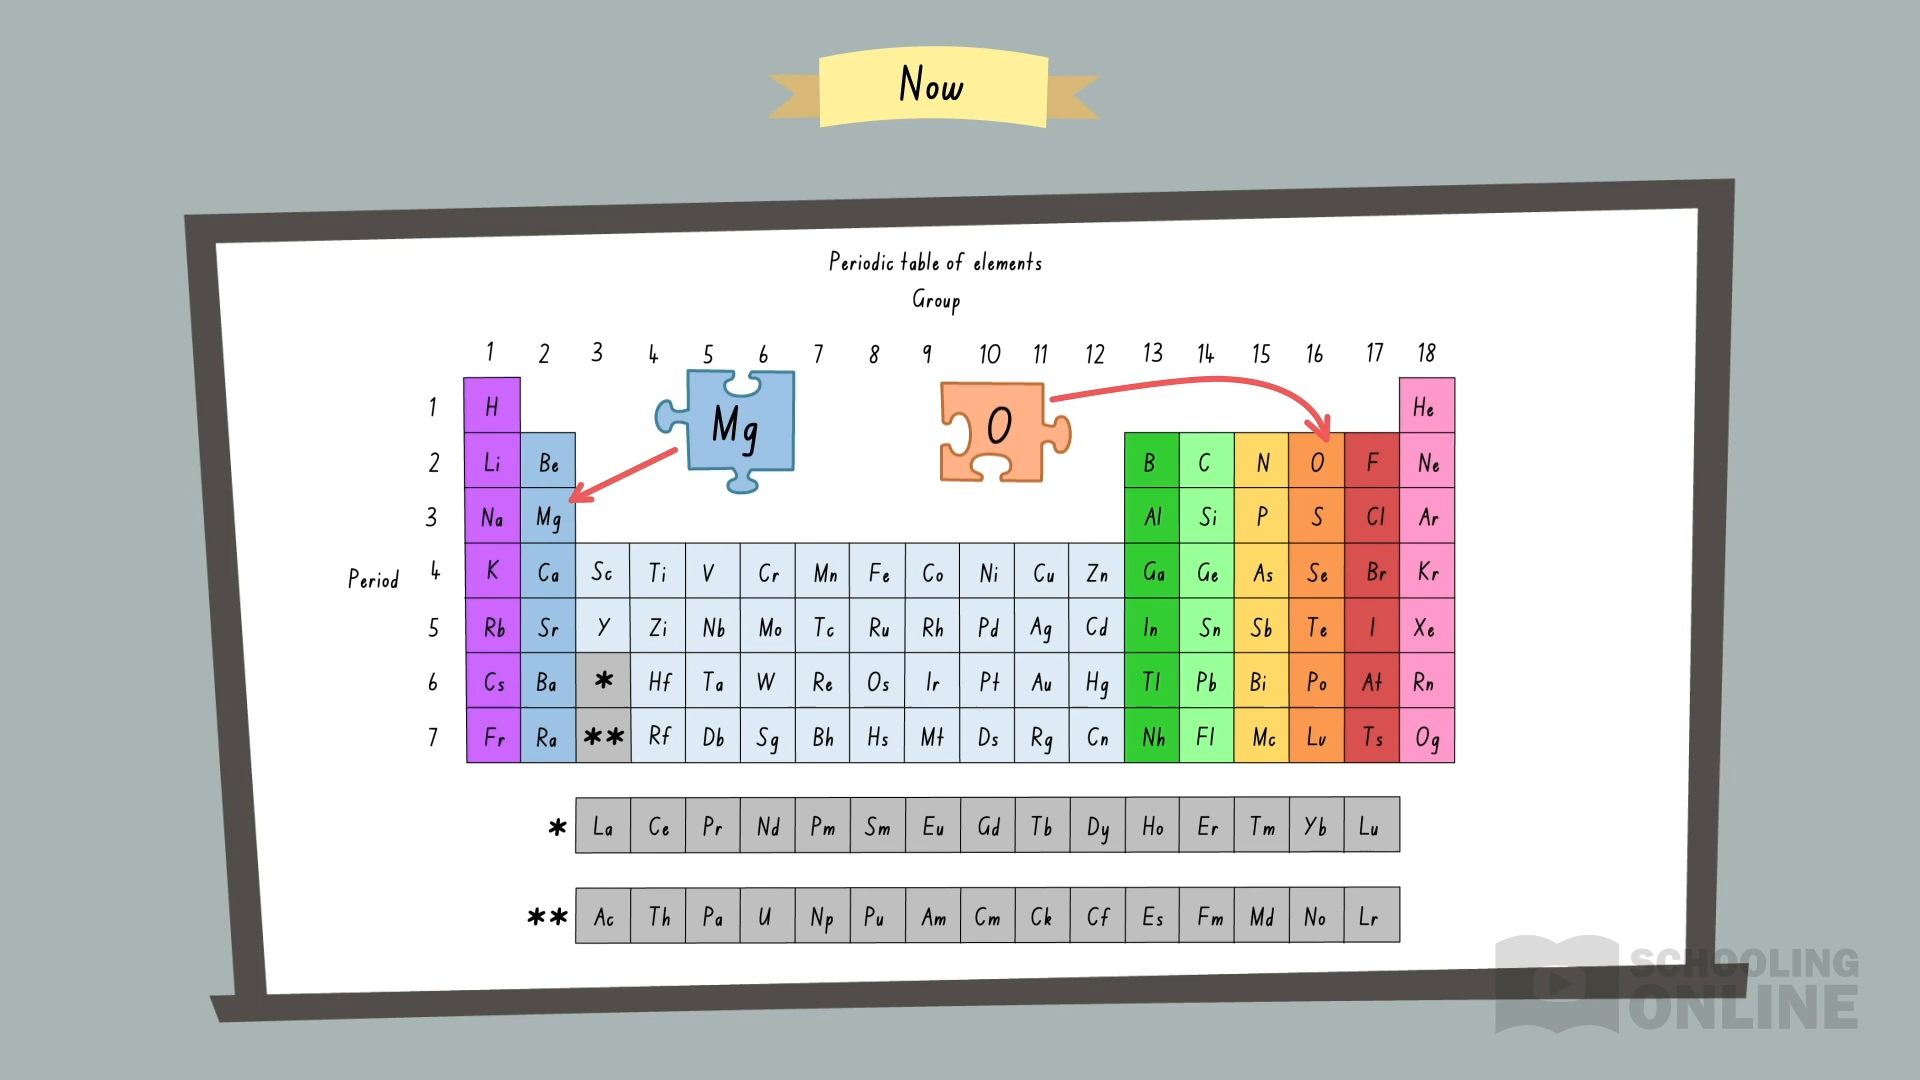 Now
Periodic table of elements
Group
1 2 3 4 5 6 7 8 9 10 11 12 13 14 15 16 17 18
Mg O
1 H He
2 Li Be B C N O F Ne
3 Na Mg Al Si P S Cl Ar
Period 4 K Ca Sc Ti V Cr Mn Fe Co Ni Cu Zn Ga Ge As Se Br Kr
5 Rb Sr Y Zi Nb Mo Tc Ru Rh Pd Ag Cd In Sn Sb Te I Xe
6 Cs Ba * Hf Ta W Re Os Ir Pt Au Hg Tl Pb Bi Po At Rn
7 Fr Ra ** Rf Db Sg Bh Hs Mt Ds Rg Cn Nh Fl Mc Lv Ts Og
* La Ce Pr Nd Pm Sm Eu Gd Tb Dy Ho Er Tm Yb Lu
** Ac Th Pa U Np Pu Am Cm Ck Cf Es Fm Md No Lr
SCHOOLING
ONLINE